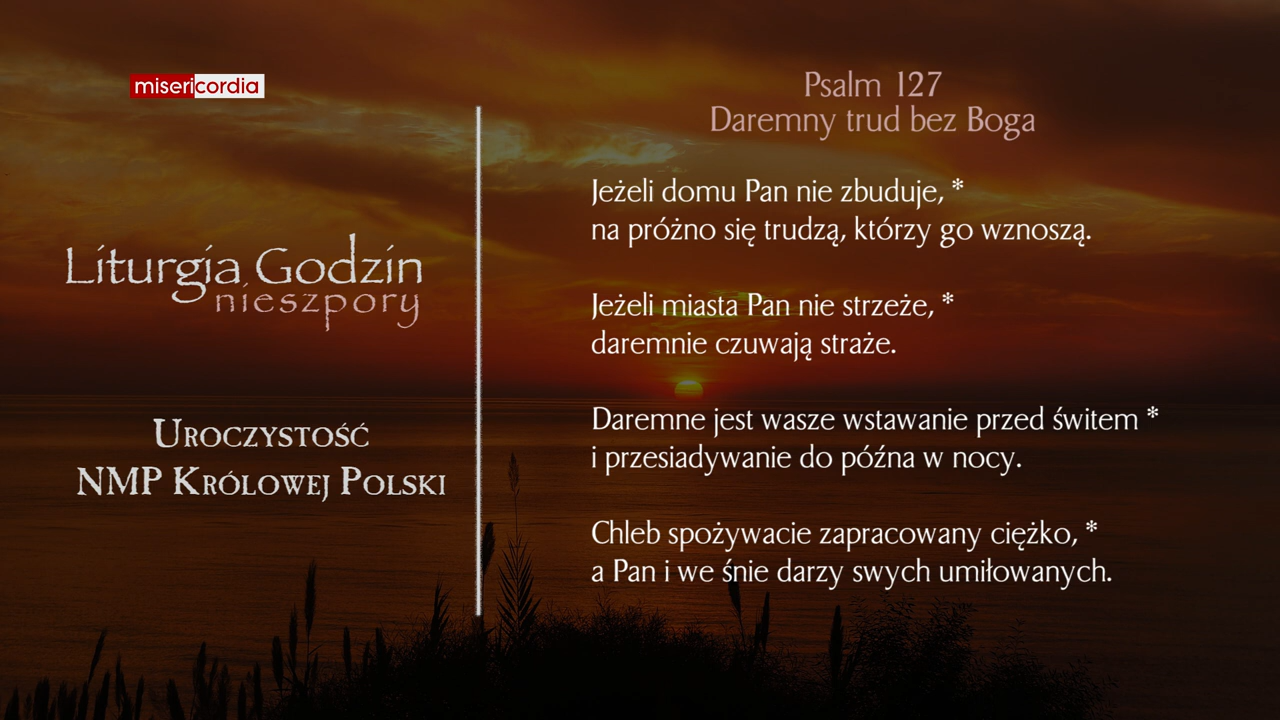 misericordia
Liturgia Godzin
nieszpory
Uroczystość
NMP Królowej Polski
Psalm 127
Daremny trud bez Boga
Jeżeli domu Pan nie zbuduje, *
na próżno się trudzą, którzy go wznoszą.
Jeżeli miasta Pan nie strzeże, *
daremnie czuwają straże.
Daremne jest wasze wstawanie przed świtem *
i przesiadywanie do późna w nocy.
Chleb spożywacie zapracowany ciężko, *
a Pan i we śnie darzy swych umiłowanych.